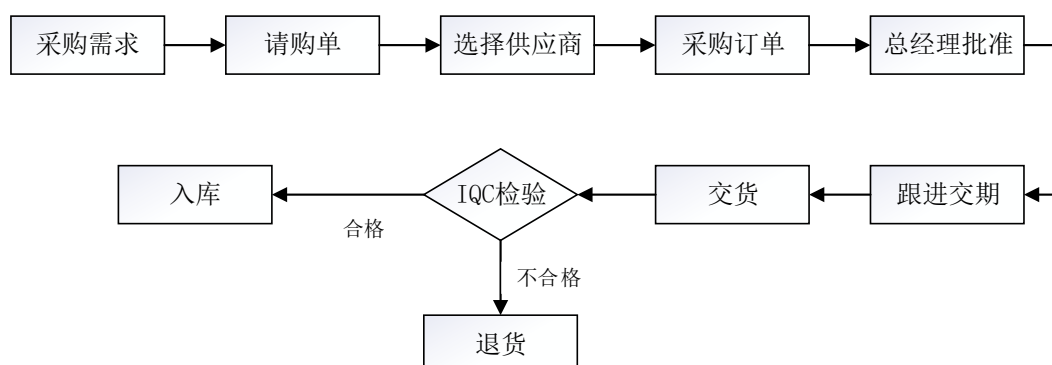 采购需求
请购单
选择供应商
采购订单
总经理批准
跟进交期
交货
IQC检验
合格
入库
不合格
退货